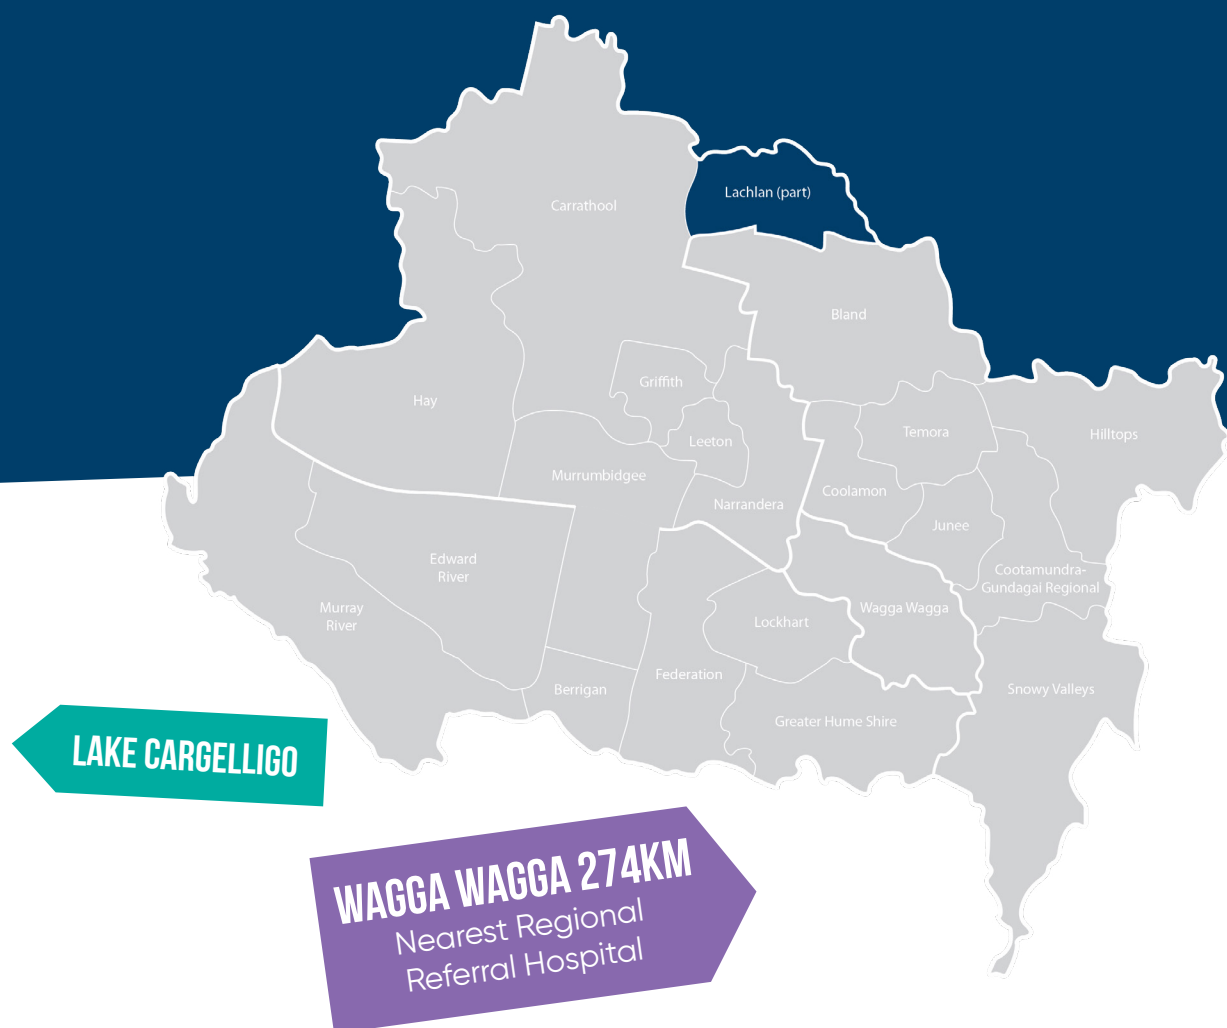 Lachlan (part)
Carrathool
Bland
Griffith
Hay
Temora
Hilltops
Leeton
Murrumbidgee
Coolamon
Narrandera
Junee
Edward
River
Cootamundra-
Gundagai Regional
Murray
River
Wagga Wagga
Lockhart
Federation
Berrigan
Snowy Valleys
Greater Hume Shire
LAKE CARGELLIGO
WAGGA WAGGA 274KM
Nearest Regional
Referral Hospital